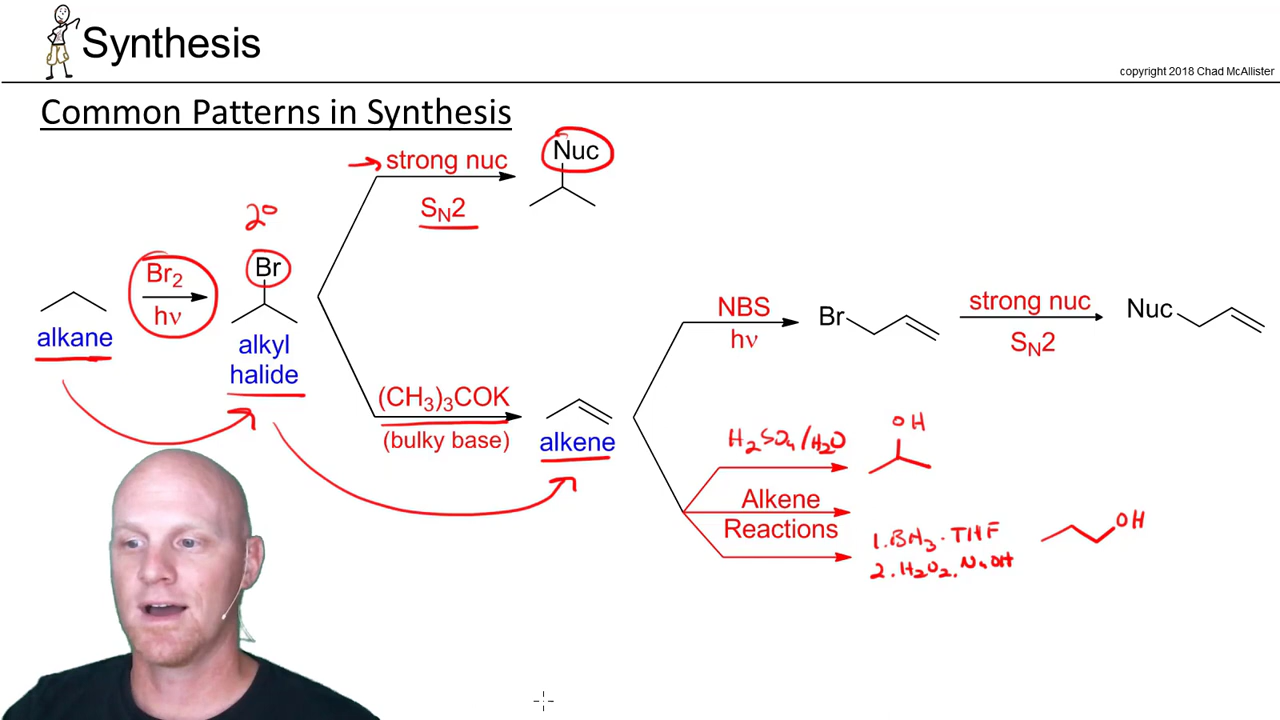 Synthesis
copyright 2018 Chad McAllister
Common Patterns in Synthesis
strong nuc
Nuc
SN2
2°
Br2
hν
Br
alkane
alkyl
halide
(CH3)3COK
(bulky base)
alkene
NBS
hν
Br
strong nuc
SN2
Nuc
H2SO4/H2O
OH
Alkene
Reactions
1. BH3·THF
2. H2O2, NaOH
OH